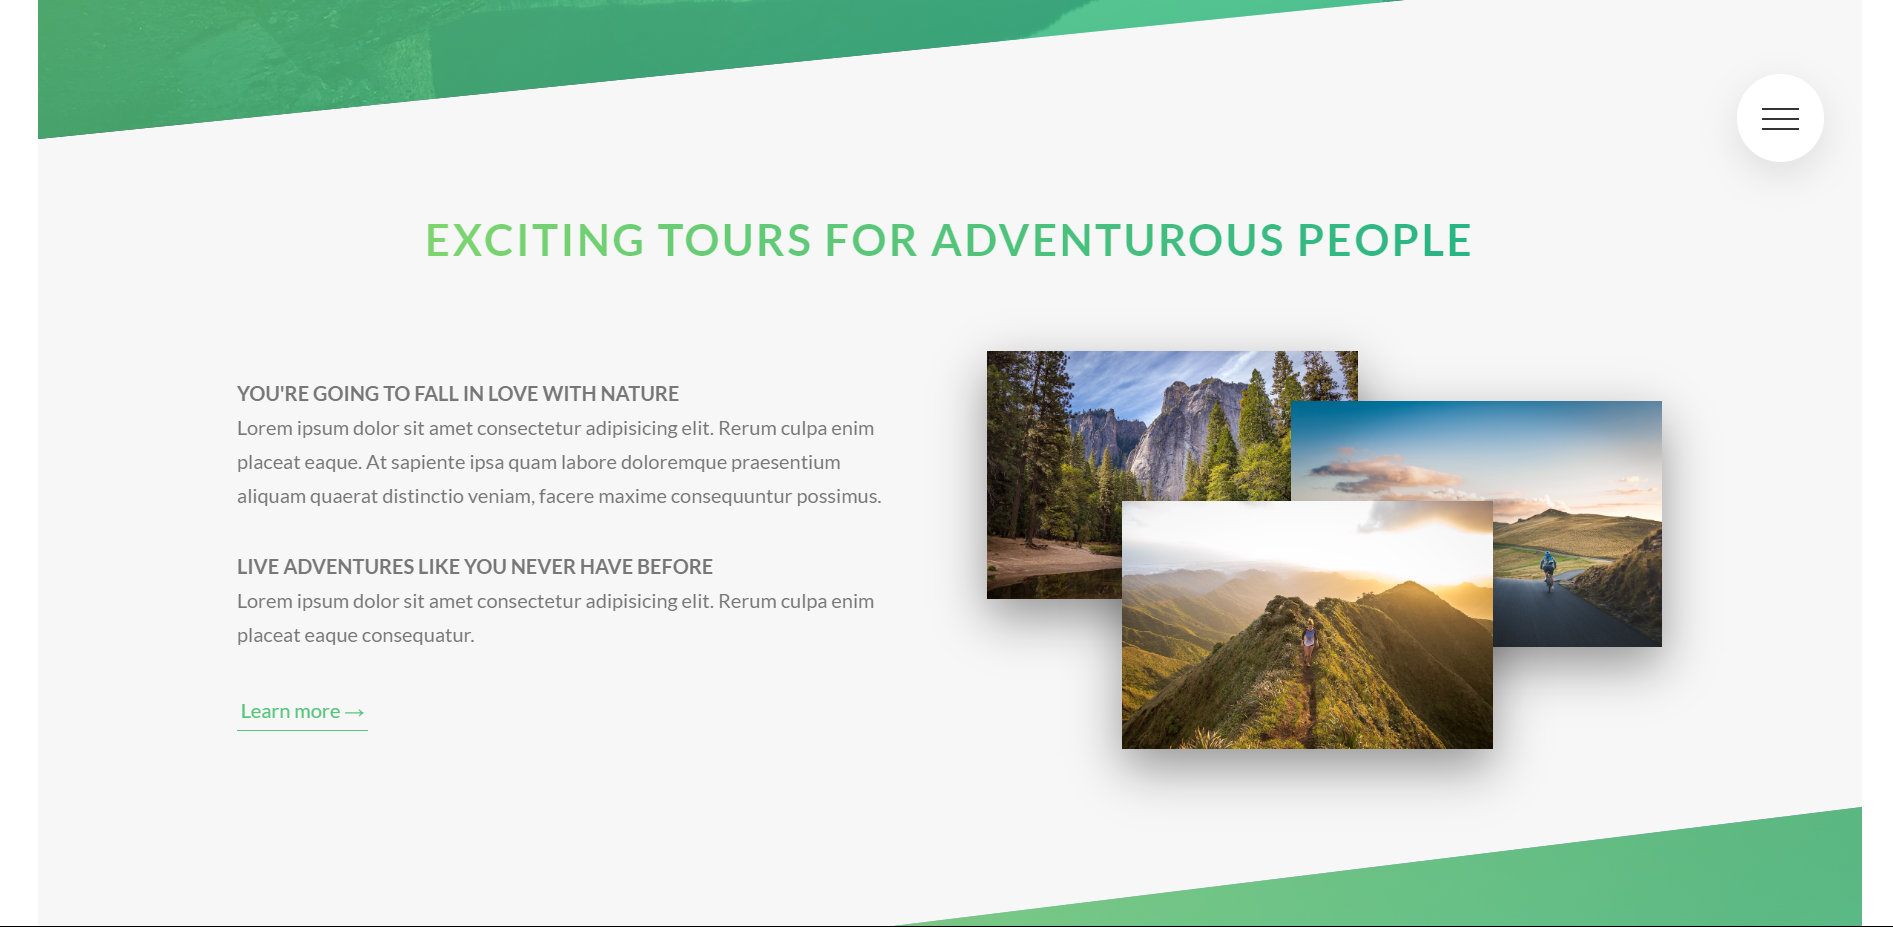 EXCITING TOURS FOR ADVENTUROUS PEOPLE
YOU'RE GOING TO FALL IN LOVE WITH NATURE
Lorem ipsum dolor sit amet consectetur adipisicing elit. Rerum culpa enim
placeat eaque. At sapiente ipsa quam labore doloremque praesentium
aliquam quaerat distinctio veniam, facere maxime consequuntur possimus.
LIVE ADVENTURES LIKE YOU NEVER HAVE BEFORE
Lorem ipsum dolor sit amet consectetur adipisicing elit. Rerum culpa enim
placeat eaque consequatur.
Learn more →